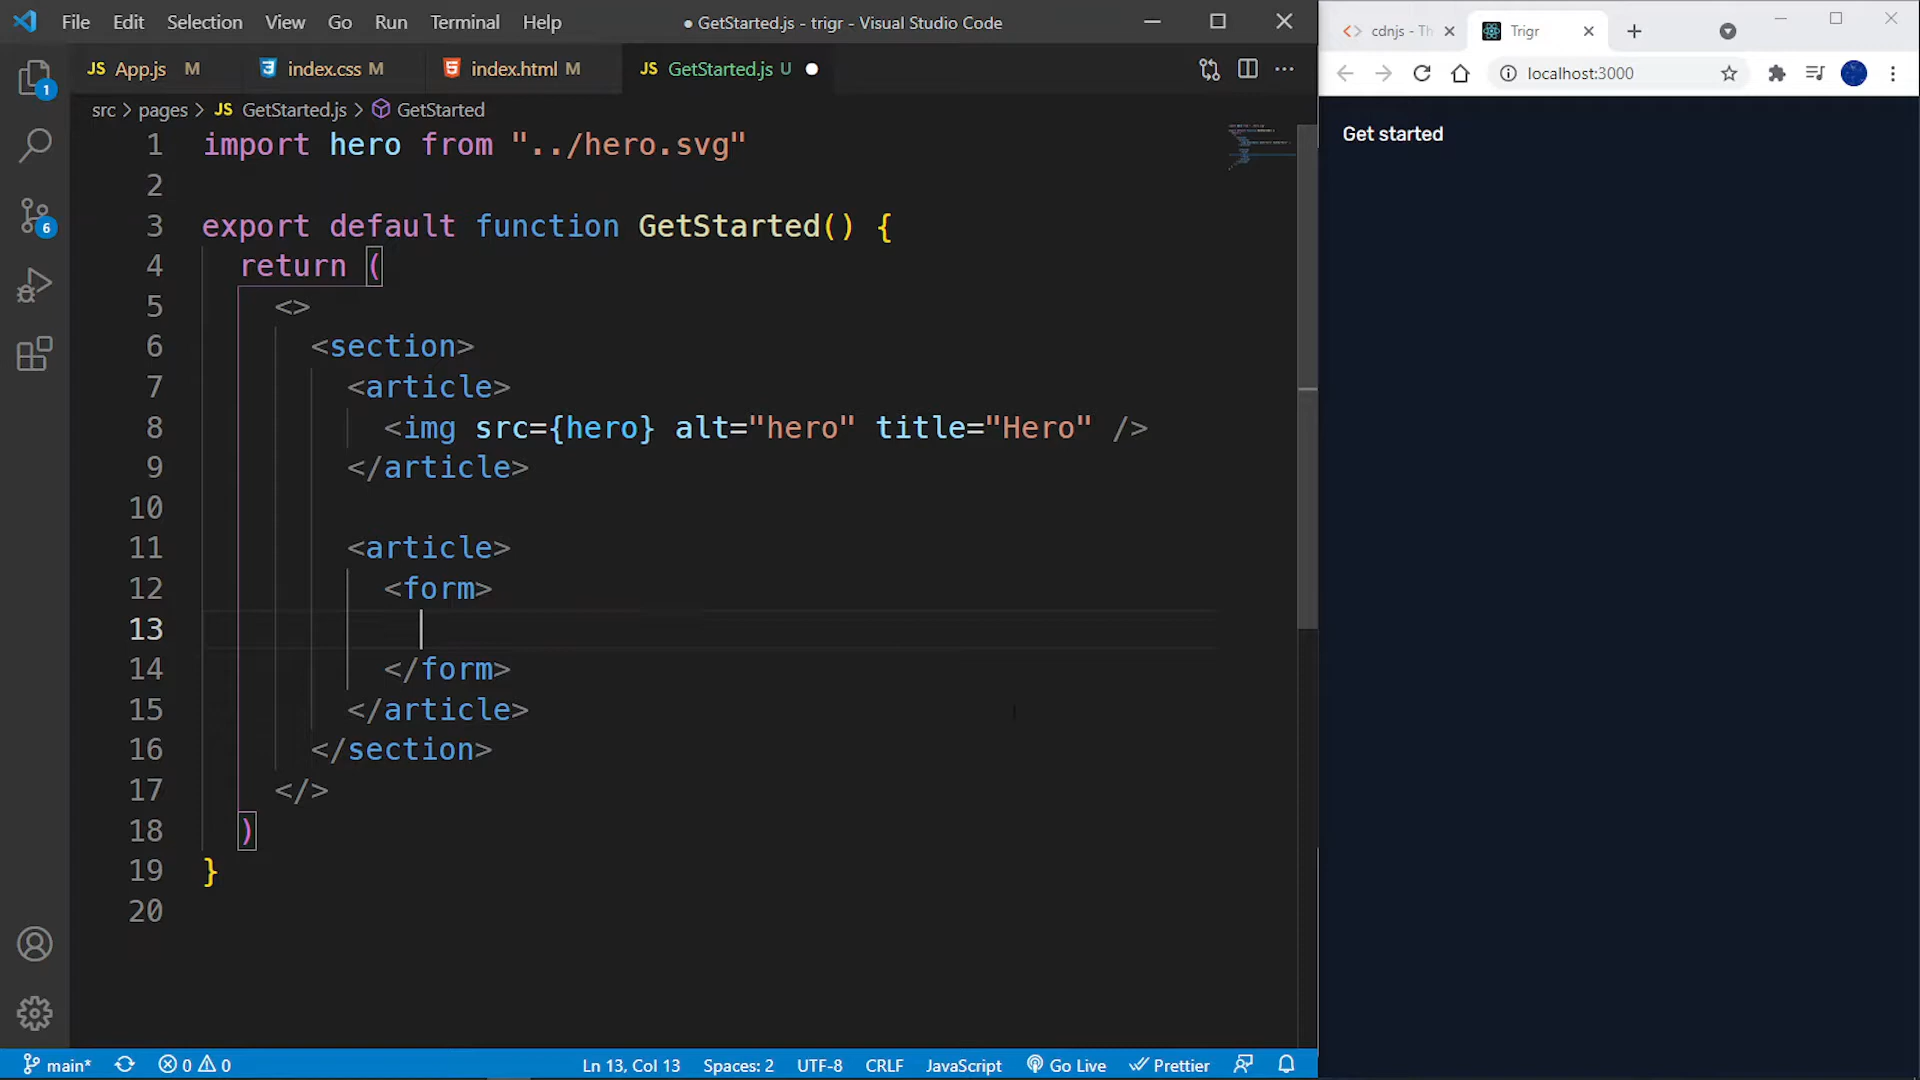 File Edit Selection View Go Run Terminal Help ● GetStarted.js - trigr - Visual Studio Code
JS App.js M index.css M index.html M JS GetStarted.js U
src > pages > JS GetStarted.js > GetStarted
1 import hero from "../hero.svg"
2
3 export default function GetStarted() {
4 return (
5 <>
6 <section>
7 <article>
8 <img src={hero} alt="hero" title="Hero" />
9 </article>
10
11 <article>
12 <form>
13
14 </form>
15 </article>
16 </section>
17 </>
18 )
19 }
20
1
6
main* 0 0 Ln 13, Col 13 Spaces: 2 UTF-8 CRLF JavaScript Go Live Prettier
cdnjs - Th Trigr
localhost:3000
Get started